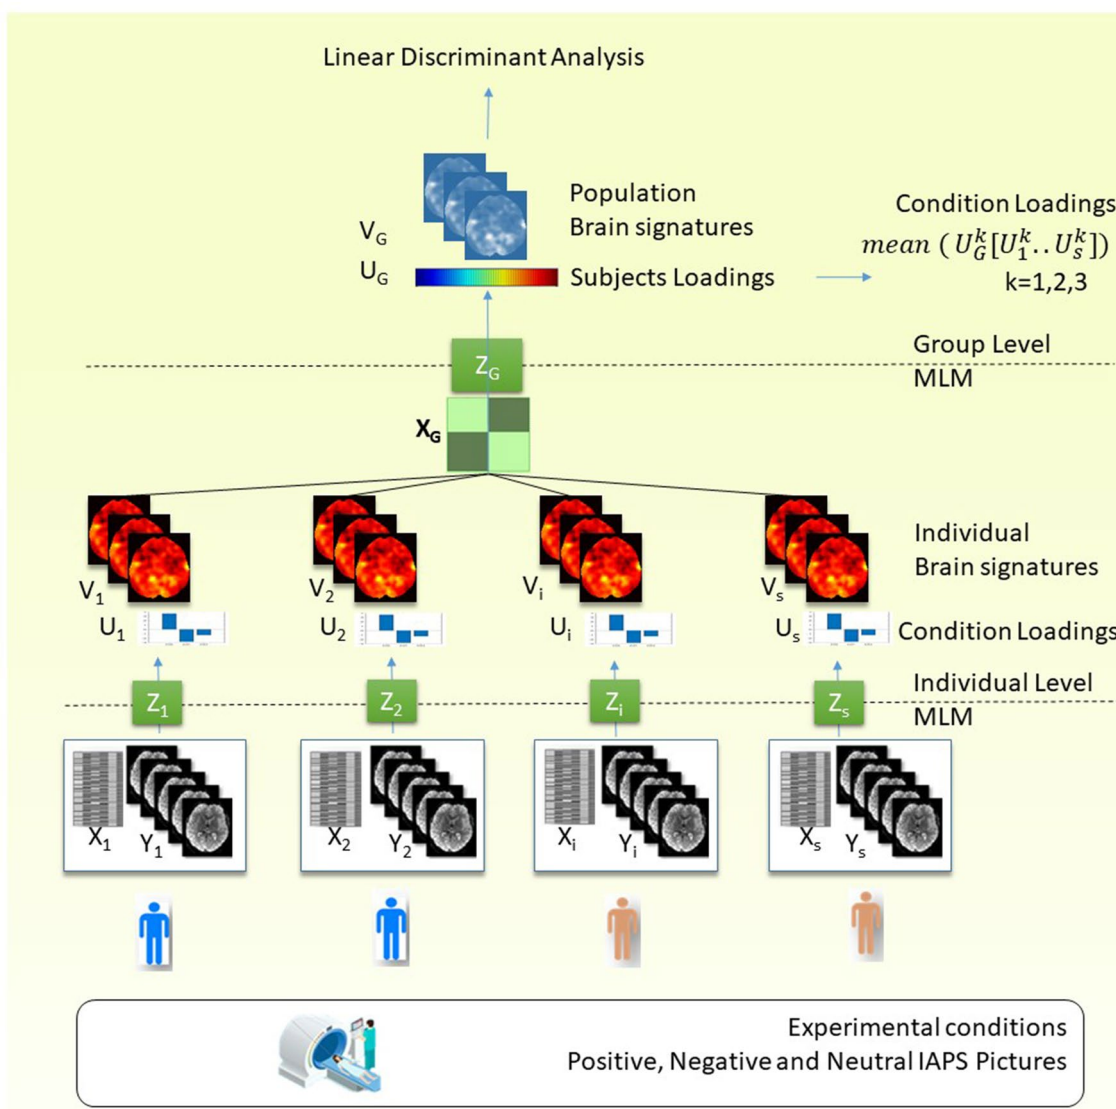 Linear Discriminant Analysis
Population
Brain signatures
V_G
U_G
Subjects Loadings
Condition Loadings
mean ( U_G^k [U_1^k .. U_s^k])
k=1,2,3
Z_G
Group Level
MLM
X_G
Individual
Brain signatures
V_1
V_2
V_i
V_s
U_1
U_2
U_i
U_s
Condition Loadings
Z_1
Z_2
Z_i
Z_s
Individual Level
MLM
X_1
Y_1
X_2
Y_2
X_i
Y_i
X_s
Y_s
Experimental conditions
Positive, Negative and Neutral IAPS Pictures